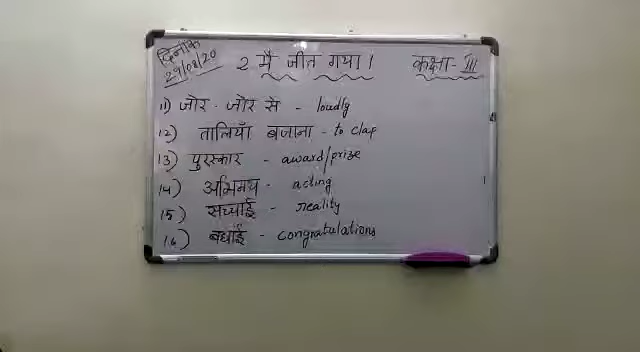 दिनाँक 29/08/20
2 मैं जीत गया।
कक्षा-III
11) जोर-जोर से - loudly
12) तालियाँ बजाना - to clap
13) पुरस्कार - award/prize
14) अभिनय - acting
15) सच्चाई - reality
16) बधाई - congratulations